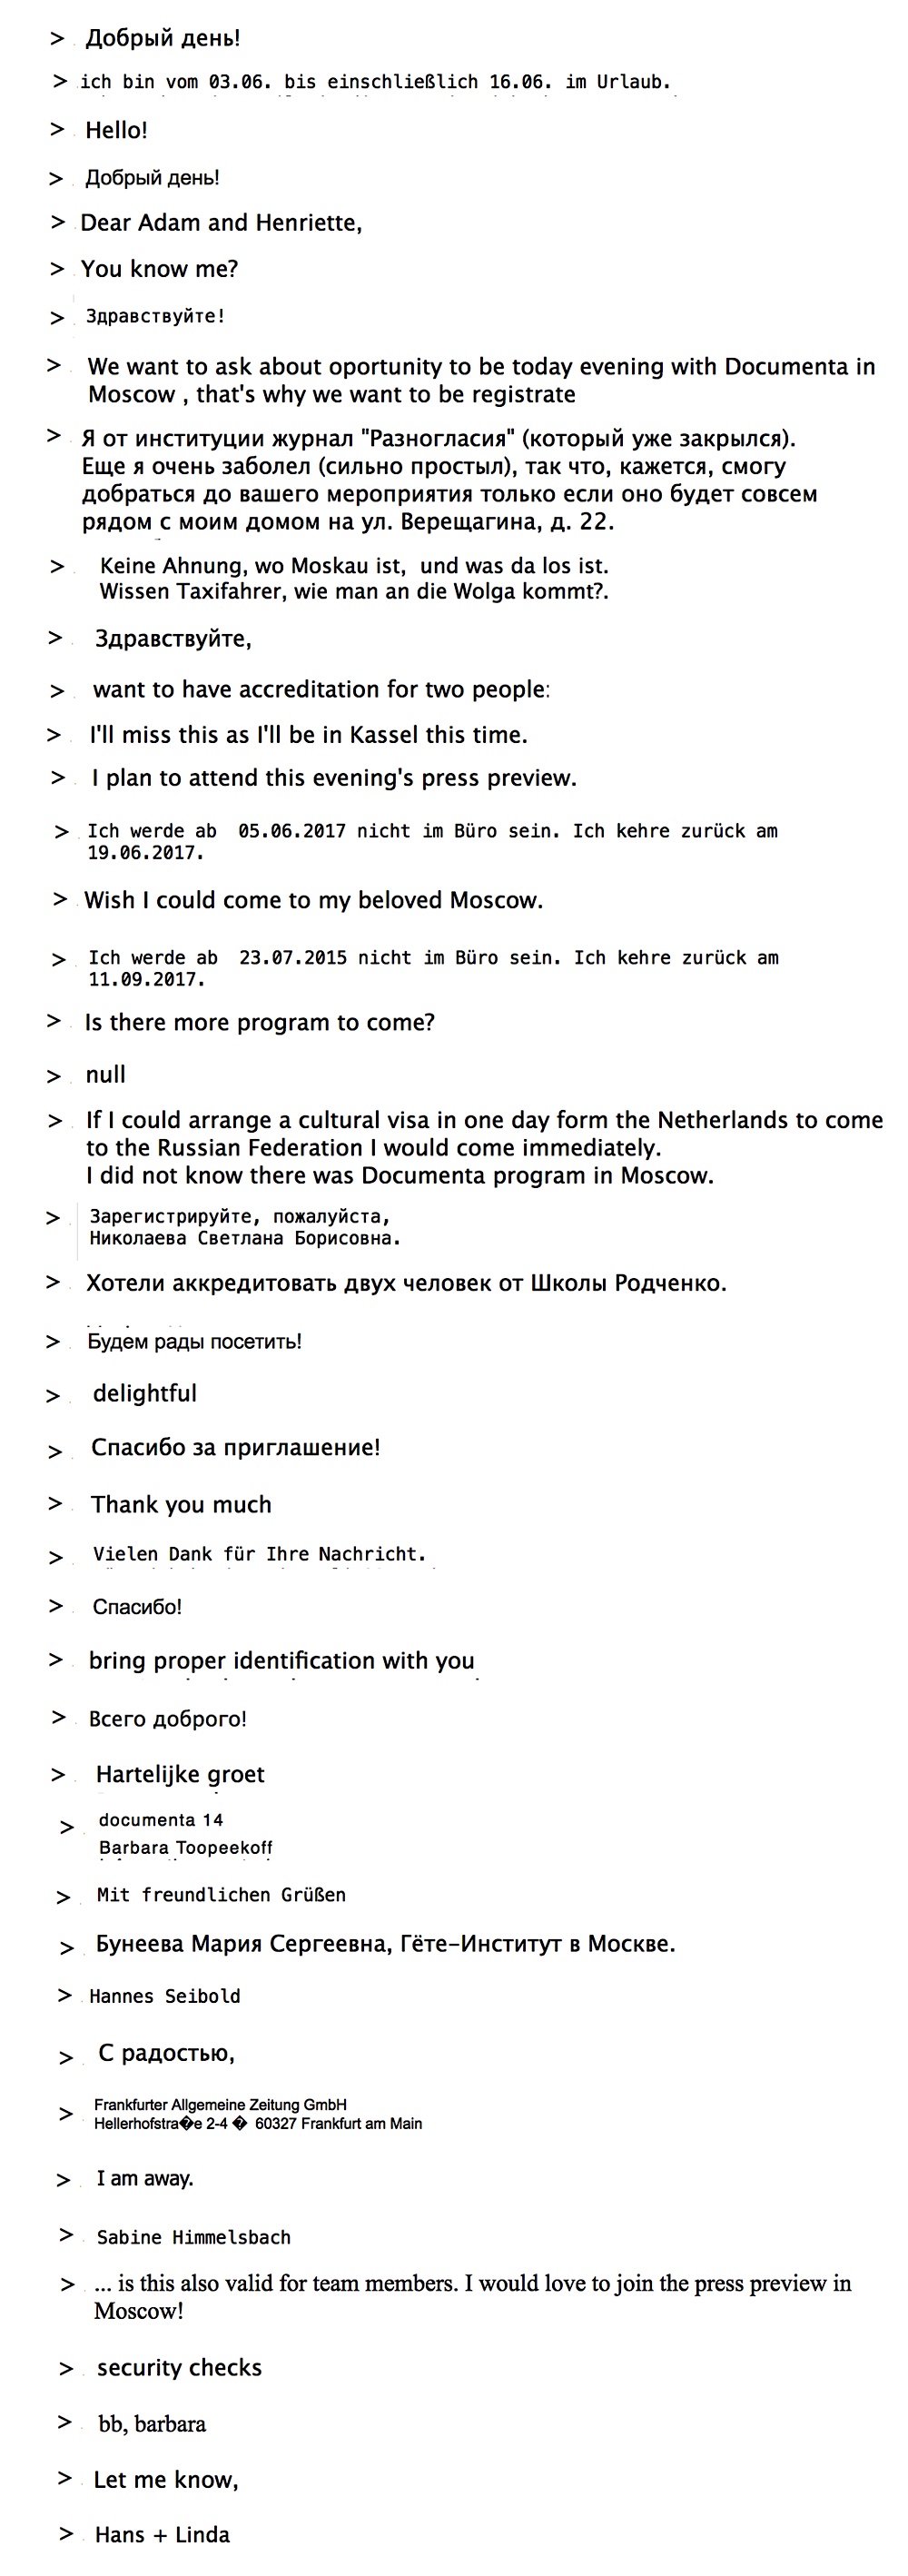 > Добрый день!
> ich bin vom 03.06. bis einschließlich 16.06. im Urlaub.
> Hello!
> Добрый день!
> Dear Adam and Henriette,
> You know me?
> Здравствуйте!
> We want to ask about oportunity to be today evening with Documenta in
Moscow , that's why we want to be registrate
> Я от институции журнал "Разногласия" (который уже закрылся).
Еще я очень заболел (сильно простыл), так что, кажется, смогу
добраться до вашего мероприятия только если оно будет совсем
рядом с моим домом на ул. Верещагина, д. 22.
> Keine Ahnung, wo Moskau ist,  und was da los ist.
Wissen Taxifahrer, wie man an die Wolga kommt?.
> Здравствуйте,
> want to have accreditation for two people:
> I'll miss this as I'll be in Kassel this time.
> I plan to attend this evening's press preview.
> Ich werde ab  05.06.2017 nicht im Büro sein. Ich kehre zurück am
19.06.2017.
> Wish I could come to my beloved Moscow.
> Ich werde ab  23.07.2015 nicht im Büro sein. Ich kehre zurück am
11.09.2017.
> Is there more program to come?
> null
> If I could arrange a cultural visa in one day form the Netherlands to come
to the Russian Federation I would come immediately.
I did not know there was Documenta program in Moscow.
> Зарегистрируйте, пожалуйста,
Николаева Светлана Борисовна.
> Хотели аккредитовать двух человек от Школы Родченко.
> Будем рады посетить!
> delightful
> Спасибо за приглашение!
> Thank you much
> Vielen Dank für Ihre Nachricht.
> Спасибо!
> bring proper identification with you
> Всего доброго!
> Hartelijke groet
> documenta 14
Barbara Toopeekoff
> Mit freundlichen Grüßen
> Бунеева Мария Сергеевна, Гёте-Институт в Москве.
> Hannes Seibold
> С радостью,
> Frankfurter Allgemeine Zeitung GmbH
Hellerhofstra�e 2-4 �  60327 Frankfurt am Main
> I am away.
> Sabine Himmelsbach
> ... is this also valid for team members. I would love to join the press preview in
Moscow!
> security checks
> bb, barbara
> Let me know,
> Hans + Linda